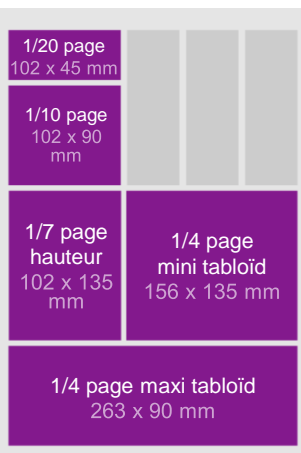 1/20 page
102 x 45 mm
1/10 page
102 x 90
mm
1/7 page
hauteur
102 x 135
mm
1/4 page
mini tabloïd
156 x 135 mm
1/4 page maxi tabloïd
263 x 90 mm